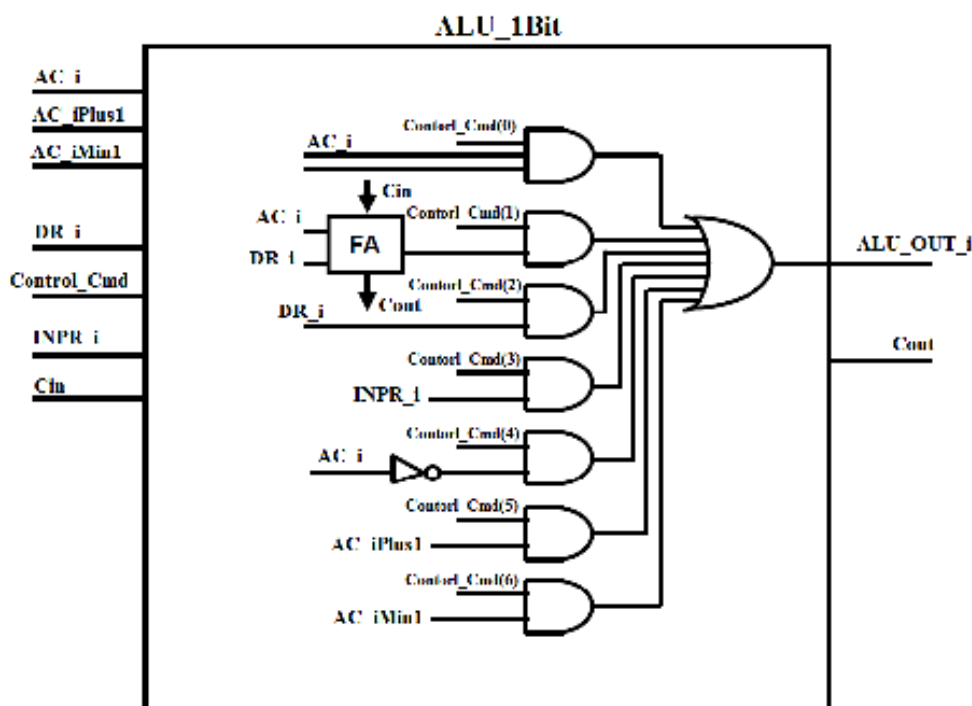 ALU_1Bit
AC_i
AC_iPlus1
AC_iMin1
DR_i
Control_Cmd
INPR_i
Cin
Contorl_Cmd(0)
AC_i
Cin
AC_i
DR_i
FA
Cout
Contorl_Cmd(1)
Contorl_Cmd(2)
DR_i
Contorl_Cmd(3)
INPR_i
Contorl_Cmd(4)
AC_i
Contorl_Cmd(5)
AC_iPlus1
Contorl_Cmd(6)
AC_iMin1
ALU_OUT_i
Cout